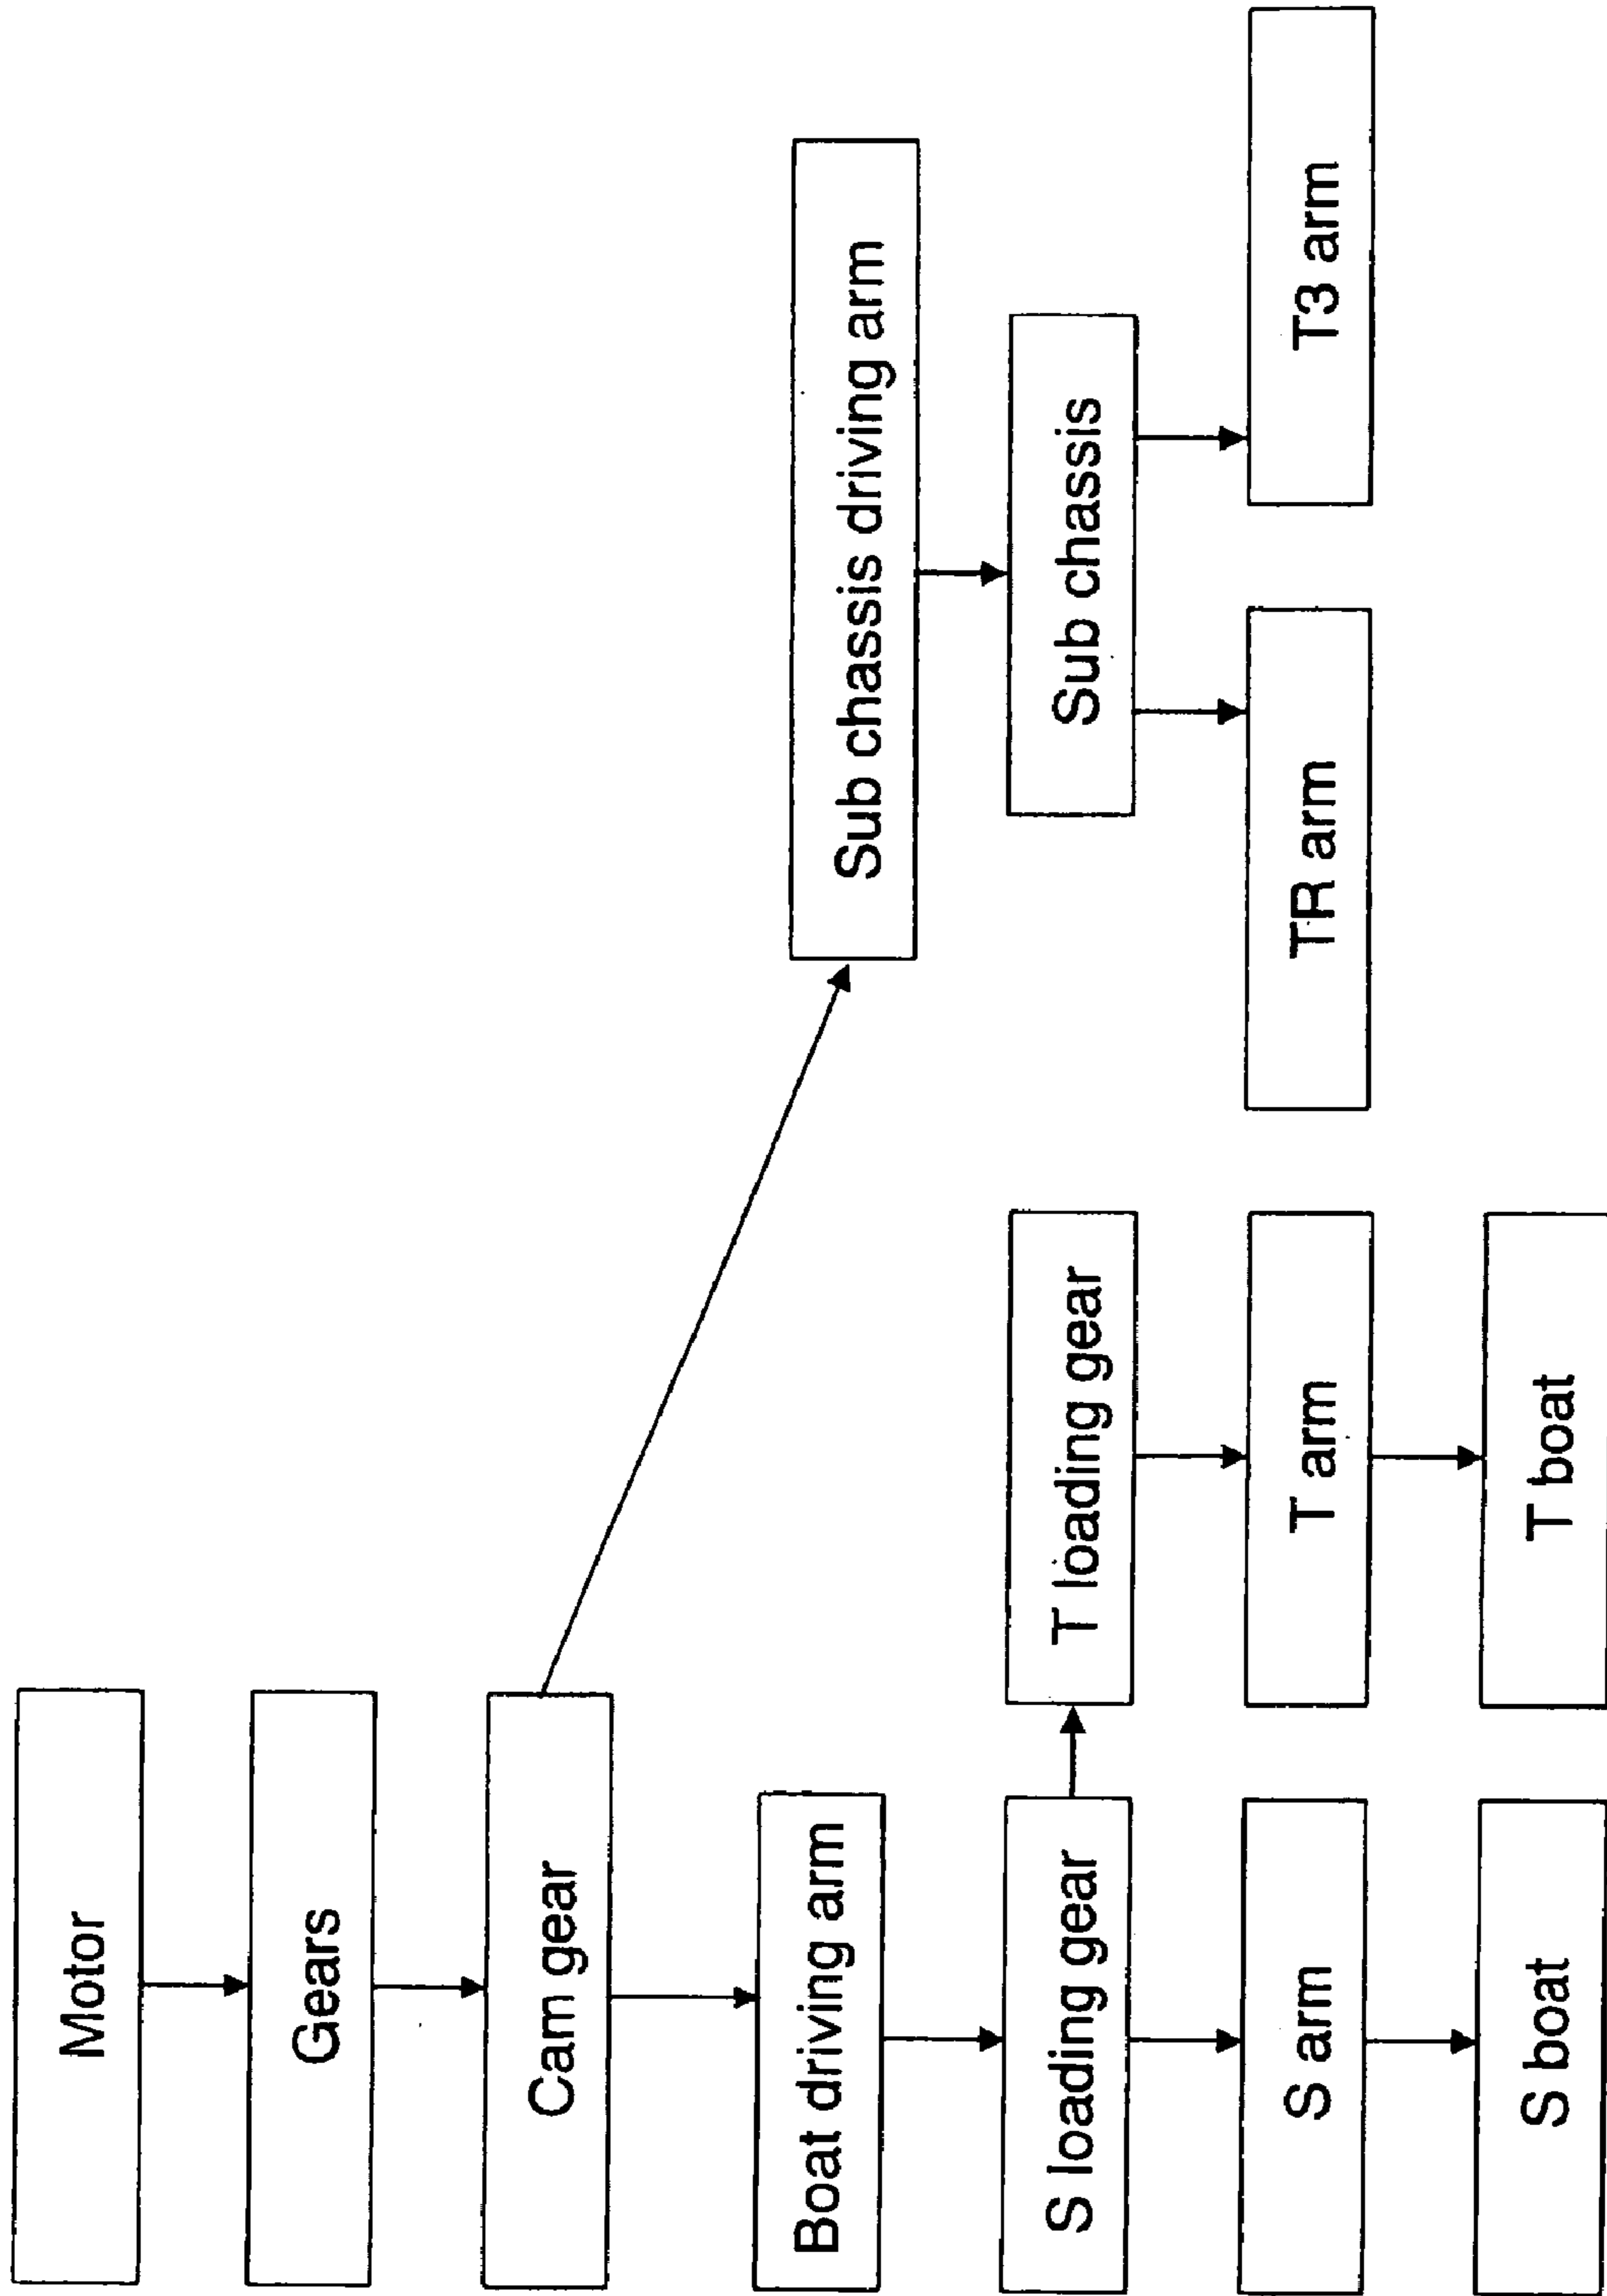 Motor
Gears
Cam gear
Boat driving arm
Sub chassis driving arm
S loading gear
T loading gear
Sub chassis
S arm
T arm
TR arm
T3 arm
S boat
T boat